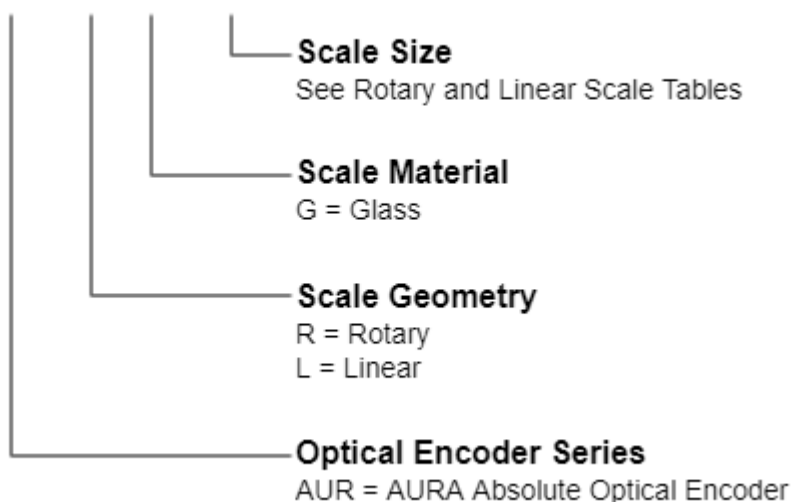 Scale Size
See Rotary and Linear Scale Tables
Scale Material
G = Glass
Scale Geometry
R = Rotary
L = Linear
Optical Encoder Series
AUR = AURA Absolute Optical Encoder